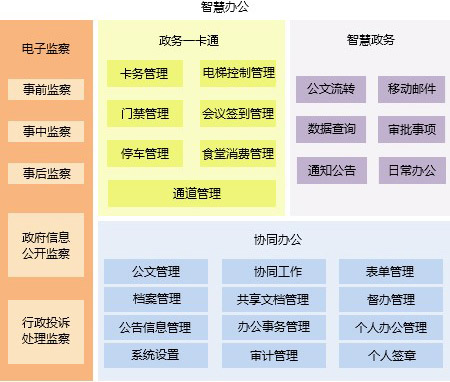 智慧办公
电子监察
事前监察
事中监察
事后监察
政府信息
公开监察
行政投诉
处理监察
政务一卡通
卡务管理
电梯控制管理
门禁管理
会议签到管理
停车管理
食堂消费管理
通道管理
智慧政务
公文流转
移动邮件
数据查询
审批事项
通知公告
日常办公
协同办公
公文管理
协同工作
表单管理
档案管理
共享文档管理
督办管理
公告信息管理
办公事务管理
个人办公管理
系统设置
审计管理
个人签章